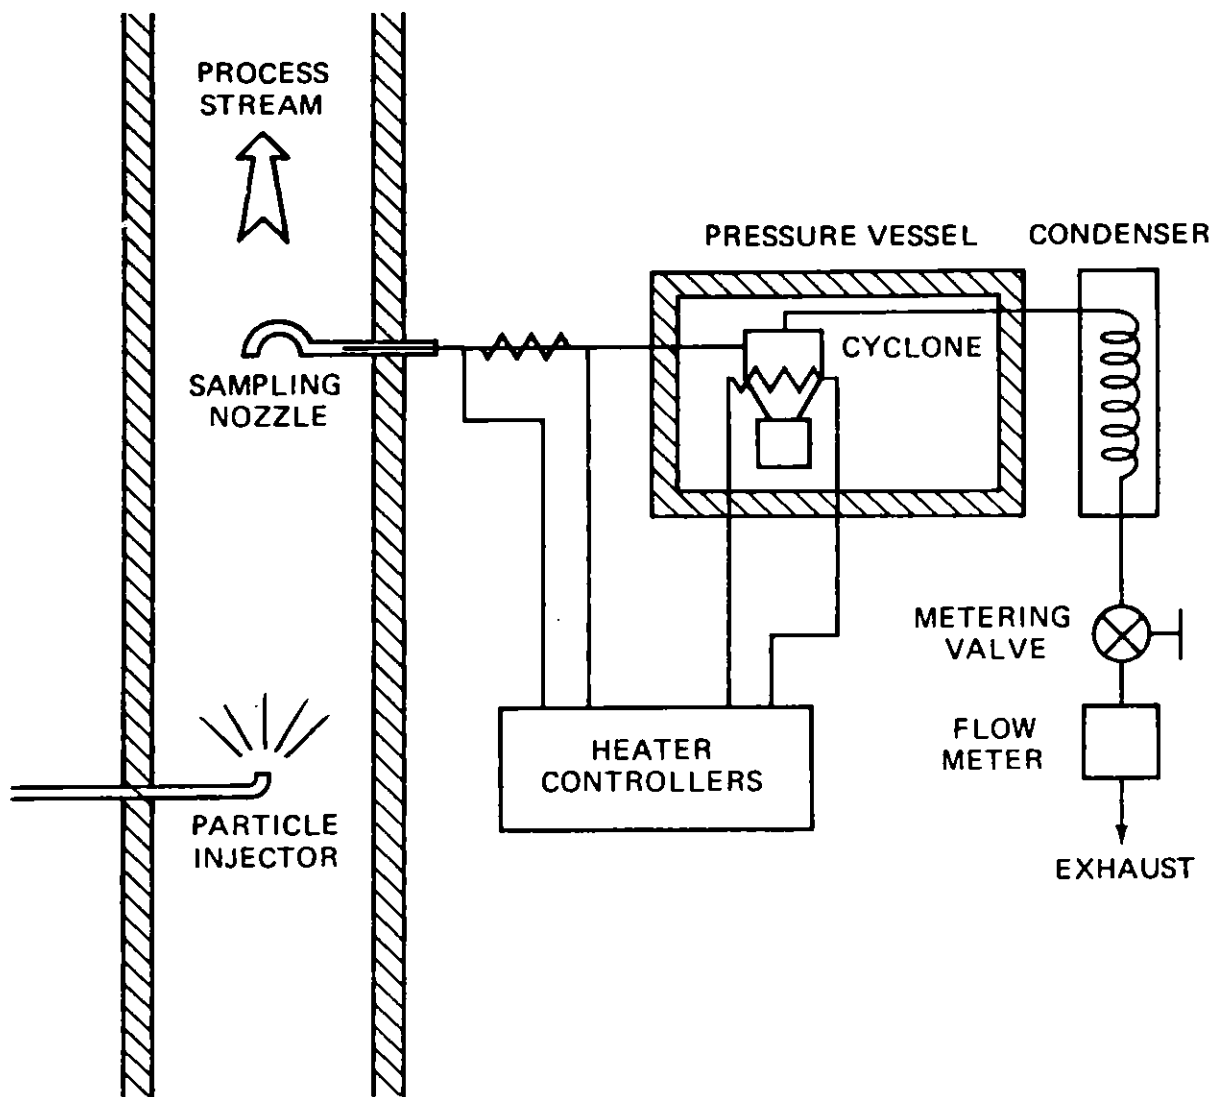 PROCESS
STREAM
PRESSURE VESSEL
CONDENSER
CYCLONE
SAMPLING
NOZZLE
METERING
VALVE
HEATER
CONTROLLERS
FLOW
METER
PARTICLE
INJECTOR
EXHAUST